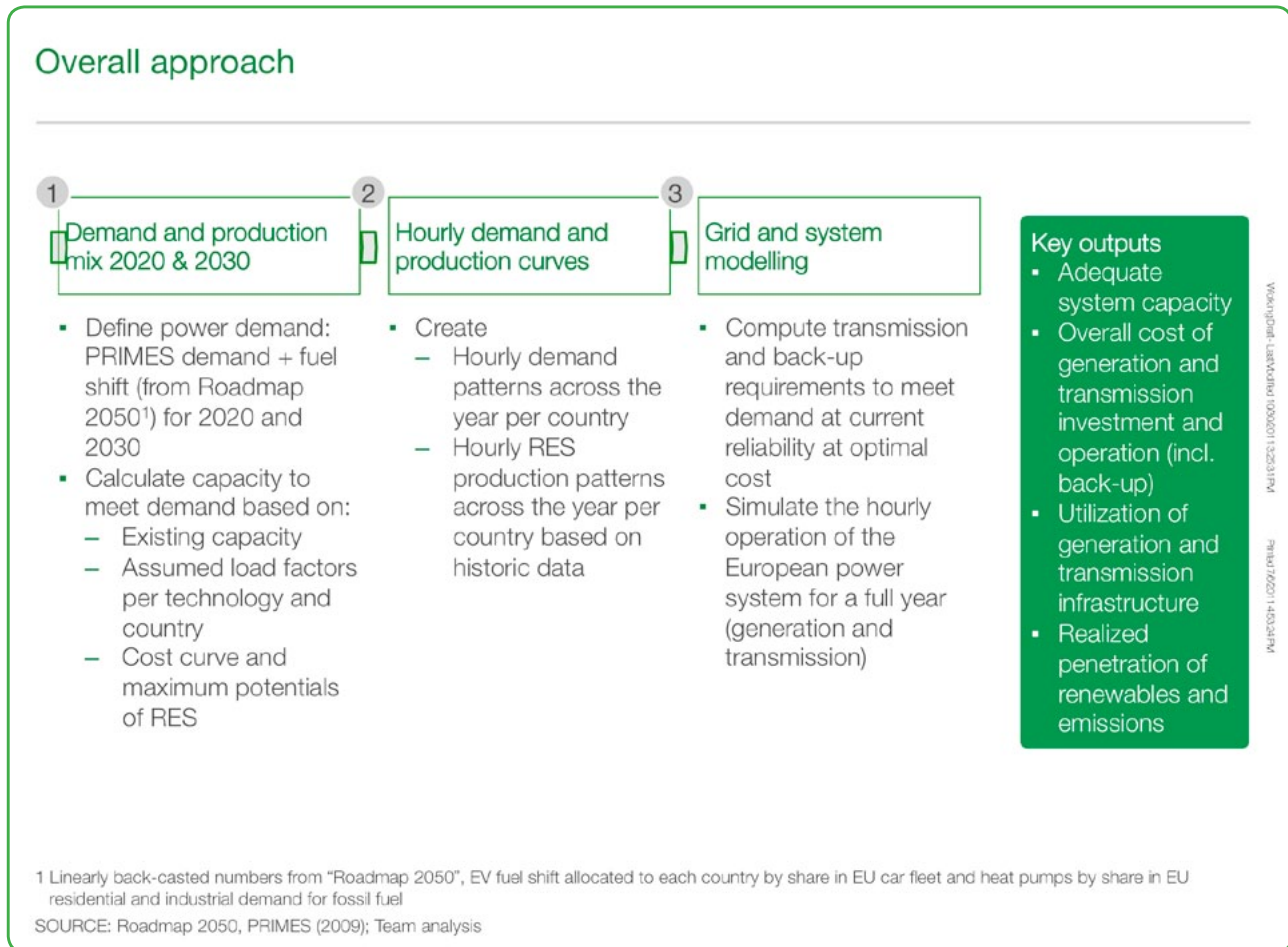 Overall approach
1
Demand and production
mix 2020 & 2030
▪ Define power demand:
PRIMES demand + fuel
shift (from Roadmap
2050¹) for 2020 and
2030
▪ Calculate capacity to
meet demand based on:
– Existing capacity
– Assumed load factors
per technology and
country
– Cost curve and
maximum potentials
of RES
2
Hourly demand and
production curves
▪ Create
– Hourly demand
patterns across the
year per country
– Hourly RES
production patterns
across the year per
country based on
historic data
3
Grid and system
modelling
▪ Compute transmission
and back-up
requirements to meet
demand at current
reliability at optimal
cost
▪ Simulate the hourly
operation of the
European power
system for a full year
(generation and
transmission)
Key outputs
▪ Adequate
system capacity
▪ Overall cost of
generation and
transmission
investment and
operation (incl.
back-up)
▪ Utilization of
generation and
transmission
infrastructure
▪ Realized
penetration of
renewables and
emissions
1 Linearly back-casted numbers from “Roadmap 2050”, EV fuel shift allocated to each country by share in EU car fleet and heat pumps by share in EU
residential and industrial demand for fossil fuel
SOURCE: Roadmap 2050, PRIMES (2009); Team analysis